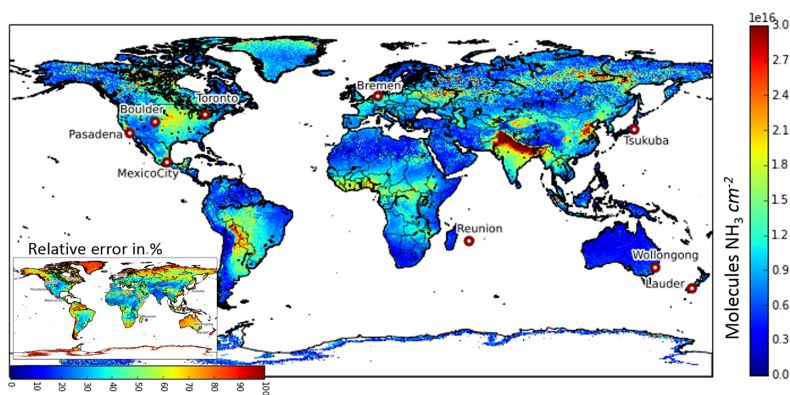 1e16
3.0
2.7
2.4
2.1
1.8
1.5
1.2
0.9
0.6
0.3
0.0
Molecules NH3 cm-2
Bremen
Toronto
Boulder
Pasadena
MexicoCity
Tsukuba
Reunion
Wollongong
Lauder
Relative error in %
0 10 20 30 40 50 60 70 80 90 100